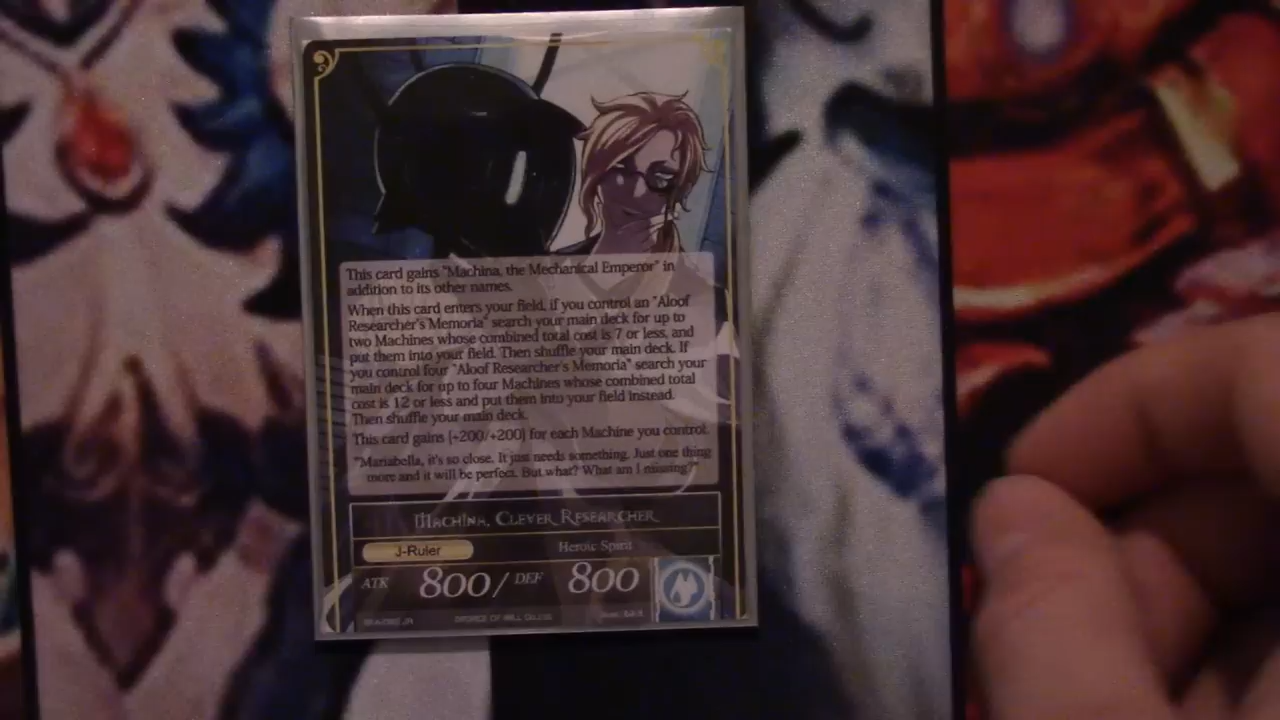 This card gains "Machina, the Mechanical Emperor" in
addition to its other names.
When this card enters your field, if you control an "Aloof
Researcher's Memoria" search your main deck for up to
two Machines whose combined total cost is 7 or less, and
put them into your field. Then shuffle your main deck. If
you control four "Aloof Researcher's Memoria" search your
main deck for up to four Machines whose combined total
cost is 12 or less and put them into your field instead.
Then shuffle your main deck.
This card gains [+200/+200] for each Machine you control.
"Mariabella, it's so close. It just needs something. Just one thing
more and it will be perfect. But what? What am I missing?"
Machina, Clever Researcher
J-Ruler Heroic Spirit
ATK 800/ DEF 800
FORCE OF WILL